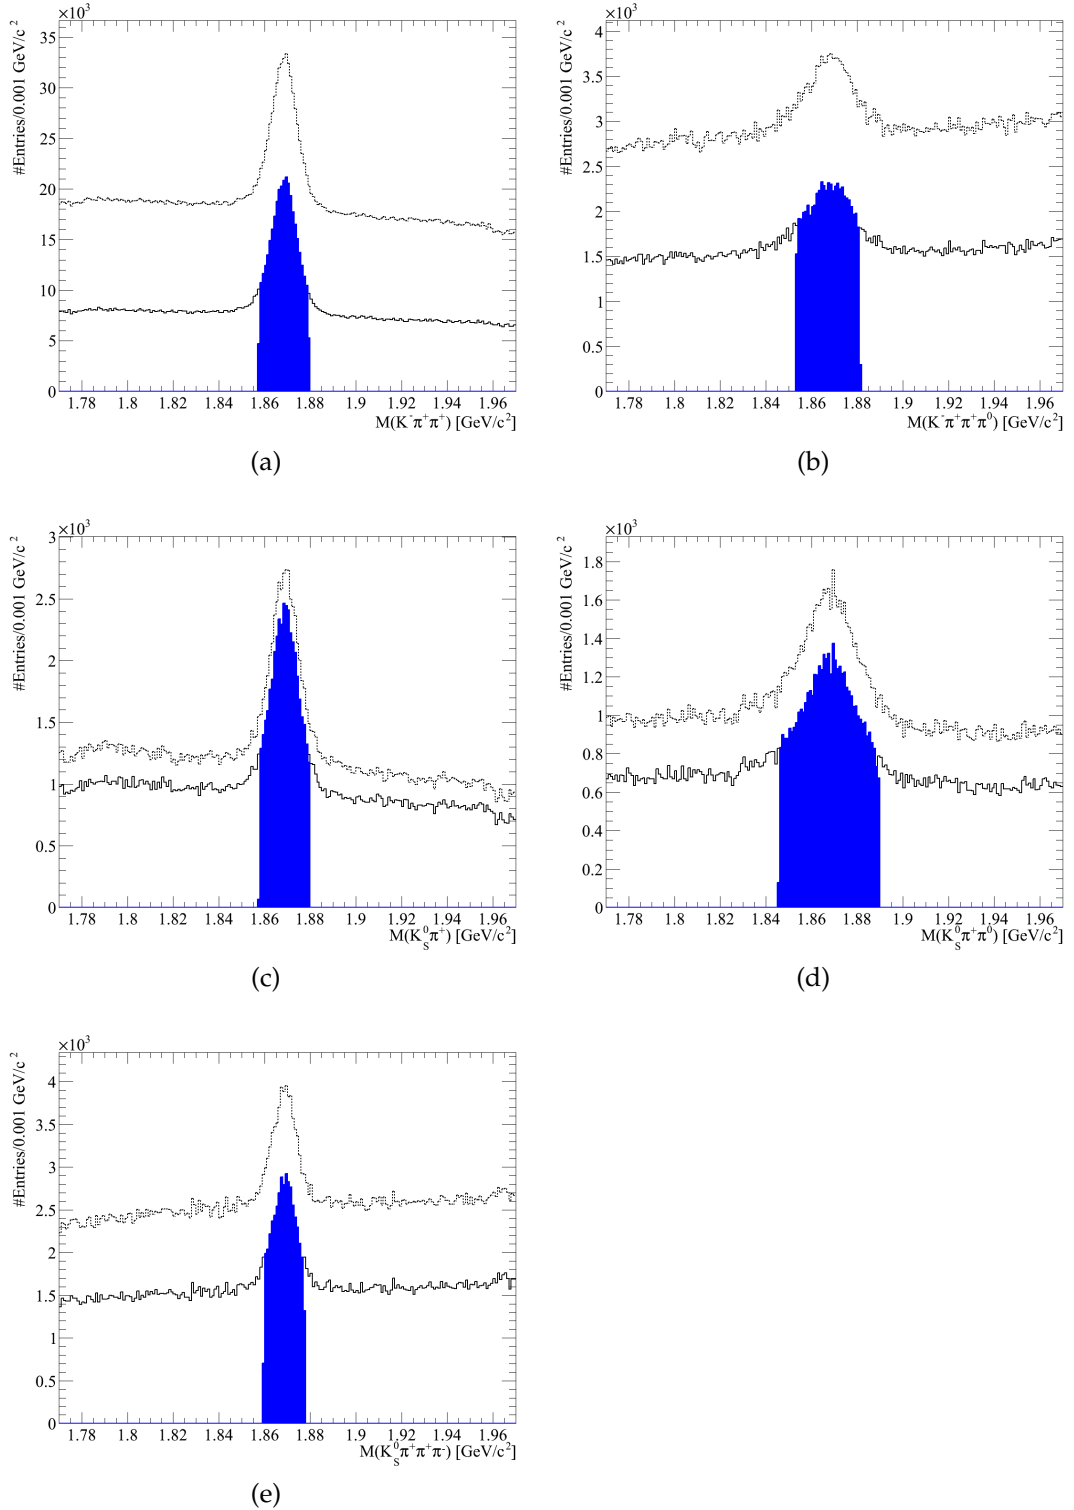 ×10³
#Entries/0.001 GeV/c²
35
30
25
20
15
10
5
0
1.78 1.8 1.82 1.84 1.86 1.88 1.9 1.92 1.94 1.96
M(K⁻π⁺π⁺) [GeV/c²]
(a)
×10³
#Entries/0.001 GeV/c²
4
3.5
3
2.5
2
1.5
1
0.5
0
1.78 1.8 1.82 1.84 1.86 1.88 1.9 1.92 1.94 1.96
M(K⁻π⁺π⁺π⁰) [GeV/c²]
(b)
×10³
#Entries/0.001 GeV/c²
3
2.5
2
1.5
1
0.5
0
1.78 1.8 1.82 1.84 1.86 1.88 1.9 1.92 1.94 1.96
M(K_S⁰π⁺) [GeV/c²]
(c)
×10³
#Entries/0.001 GeV/c²
1.8
1.6
1.4
1.2
1
0.8
0.6
0.4
0.2
0
1.78 1.8 1.82 1.84 1.86 1.88 1.9 1.92 1.94 1.96
M(K_S⁰π⁺π⁰) [GeV/c²]
(d)
×10³
#Entries/0.001 GeV/c²
4
3.5
3
2.5
2
1.5
1
0.5
0
1.78 1.8 1.82 1.84 1.86 1.88 1.9 1.92 1.94 1.96
M(K_S⁰π⁺π⁺π⁻) [GeV/c²]
(e)